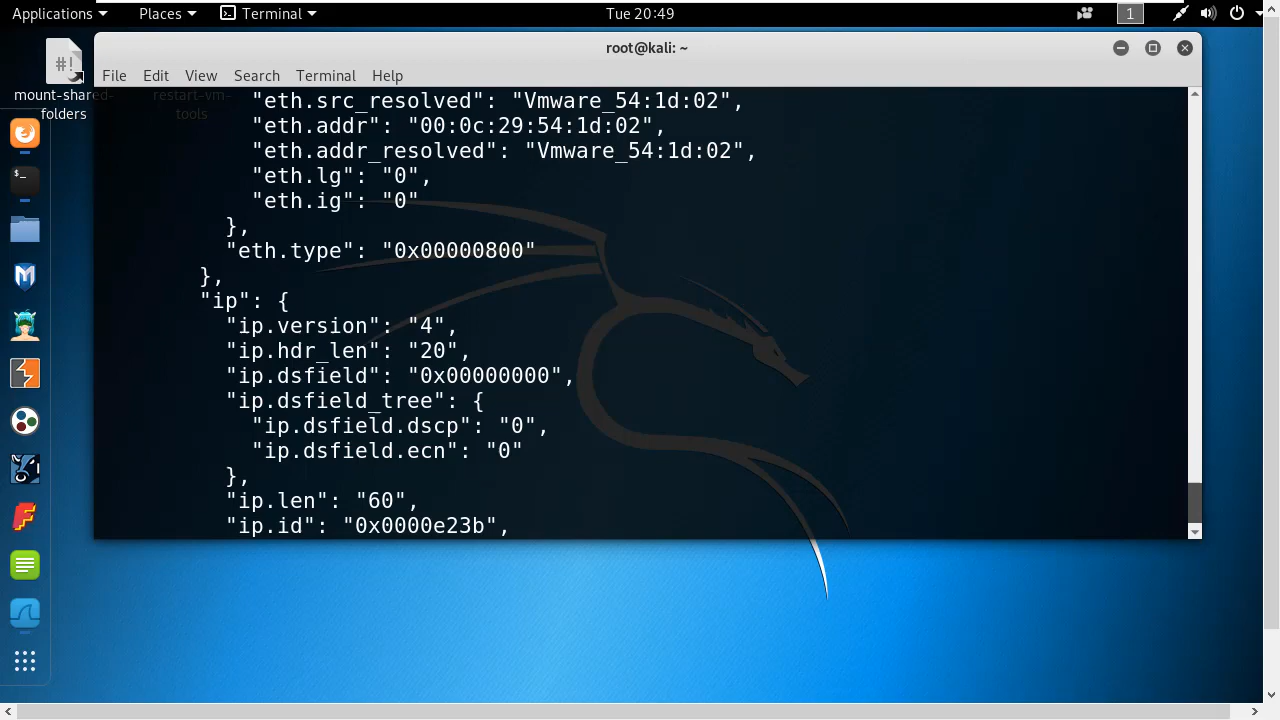 Applications Places Terminal Tue 20:49 1
root@kali: ~
File Edit View Search Terminal Help
#!
mount-shared-
folders
restart-vm-
tools
$_
"eth.src_resolved": "Vmware_54:1d:02",
"eth.addr": "00:0c:29:54:1d:02",
"eth.addr_resolved": "Vmware_54:1d:02",
"eth.lg": "0",
"eth.ig": "0"
},
"eth.type": "0x00000800"
},
"ip": {
"ip.version": "4",
"ip.hdr_len": "20",
"ip.dsfield": "0x00000000",
"ip.dsfield_tree": {
"ip.dsfield.dscp": "0",
"ip.dsfield.ecn": "0"
},
"ip.len": "60",
"ip.id": "0x0000e23b",